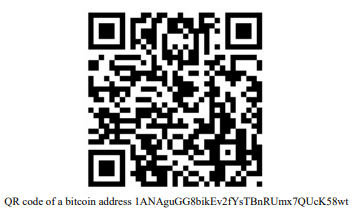 QR code of a bitcoin address 1ANAguGG8bikEv2fYsTBnRUmx7QUcK58wt